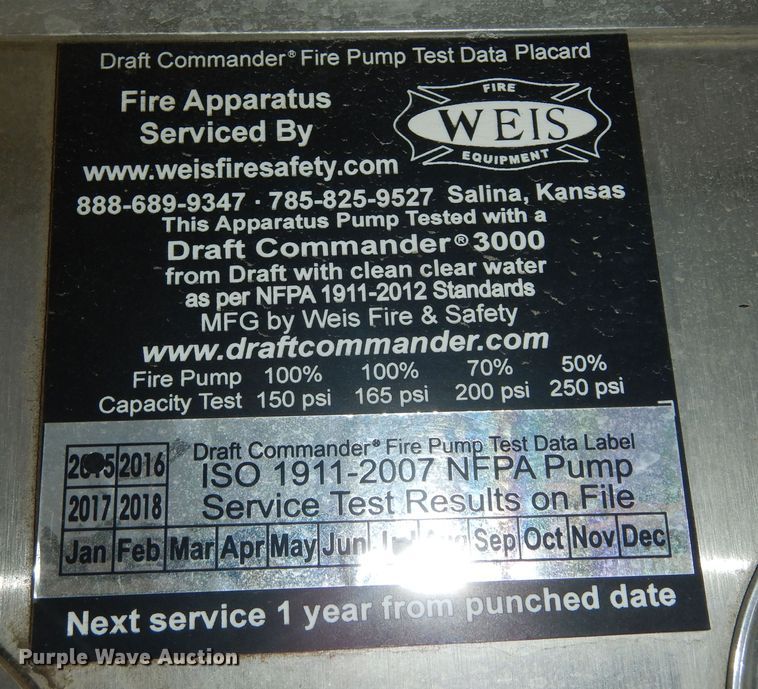 Draft Commander® Fire Pump Test Data Placard
Fire Apparatus
Serviced By
FIRE
WEIS
EQUIPMENT
www.weisfiresafety.com
888-689-9347 · 785-825-9527 Salina, Kansas
This Apparatus Pump Tested with a
Draft Commander® 3000
from Draft with clean clear water
as per NFPA 1911-2012 Standards
MFG by Weis Fire & Safety
www.draftcommander.com
Fire Pump 100% 100% 70% 50%
Capacity Test 150 psi 165 psi 200 psi 250 psi
Draft Commander® Fire Pump Test Data Label
2015 2016
ISO 1911-2007 NFPA Pump
2017 2018
Service Test Results on File
Jan Feb Mar Apr May Jun Sep Oct Nov Dec
Next service 1 year from punched date
Purple Wave Auction